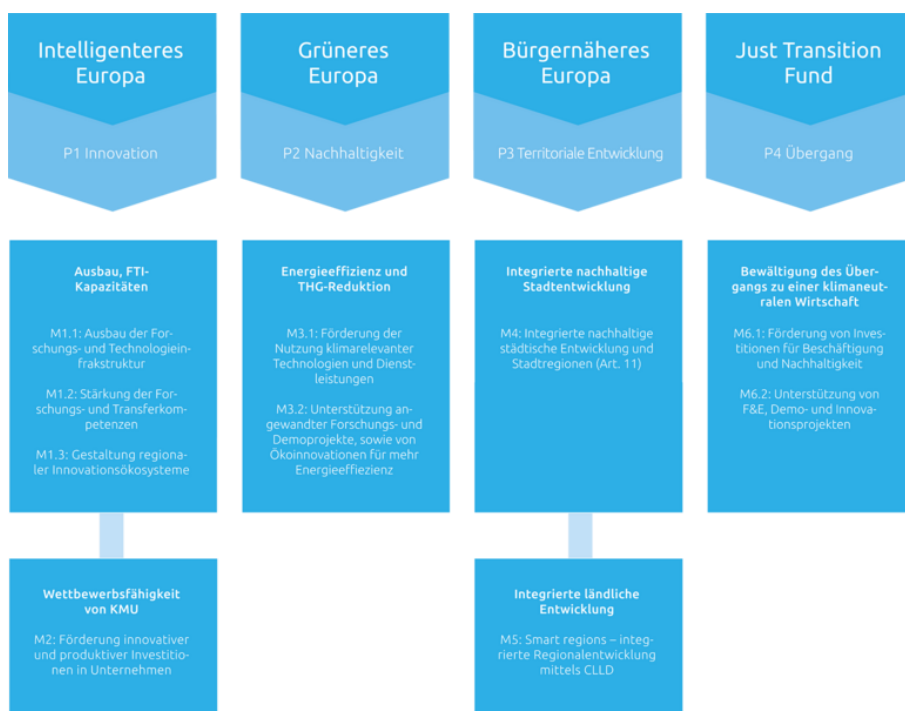 Intelligenteres
Europa
P1 Innovation
Grüneres
Europa
P2 Nachhaltigkeit
Bürgernäheres
Europa
P3 Territoriale Entwicklung
Just Transition
Fund
P4 Übergang
Ausbau, FTI-
Kapazitäten
M1.1: Ausbau der For-
schungs- und Technologiein-
frakstruktur
M1.2: Stärkung der For-
schungs- und Transferkom-
petenzen
M1.3: Gestaltung regiona-
ler Innovationsökosysteme
Energieeffizienz und
THG-Reduktion
M3.1: Förderung der
Nutzung klimarelevanter
Technologien und Dienst-
leistungen
M3.2: Unterstützung an-
gewandter Forschungs- und
Demoprojekte, sowie von
Ökoinnovationen für mehr
Energieeffiezienz
Integrierte nachhaltige
Stadtentwicklung
M4: Integrierte nachhaltige
städtische Entwicklung und
Stadtregionen (Art. 11)
Bewältigung des Über-
gangs zu einer klimaneut-
ralen Wirtschaft
M6.1: Förderung von Inves-
titionen für Beschäftigung
und Nachhaltigkeit
M6.2: Unterstützung von
F&E, Demo- und Innova-
tionsprojekten
Wettbewerbsfähigkeit
von KMU
M2: Förderung innovativer
und produktiver Investitio-
nen in Unternehmen
Integrierte ländliche
Entwicklung
M5: Smart regions – integ-
rierte Regionalentwicklung
mittels CLLD